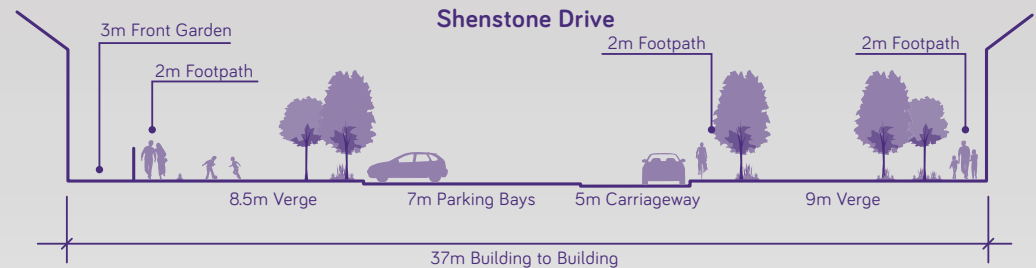 Shenstone Drive
3m Front Garden
2m Footpath
2m Footpath
2m Footpath
8.5m Verge
7m Parking Bays
5m Carriageway
9m Verge
37m Building to Building